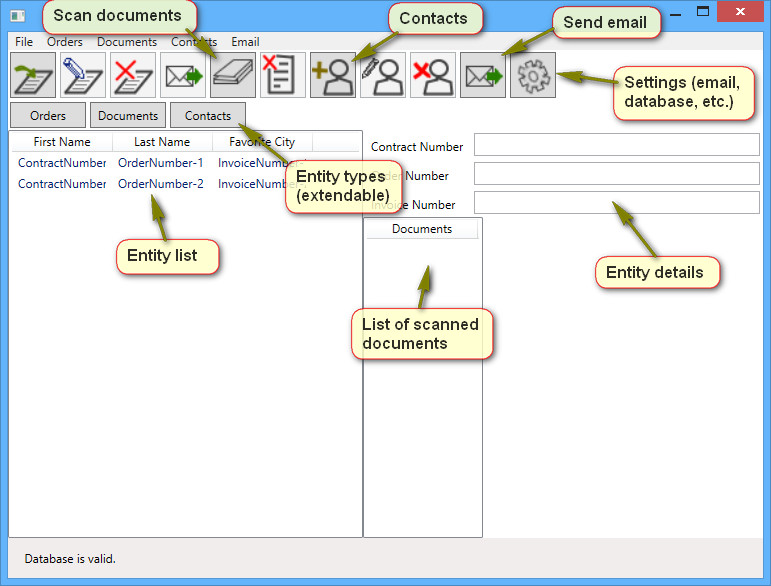 Scan documents
Contacts
Send email
File Orders Documents Contacts Email
Settings (email,
database, etc.)
Orders Documents Contacts
First Name Last Name Favorite City
ContractNumber OrderNumber-1 InvoiceNumber-
ContractNumber OrderNumber-2 InvoiceNumber-
Contract Number
Number
Number
Entity types
(extendable)
Documents
Entity list
Entity details
List of scanned
documents
Database is valid.